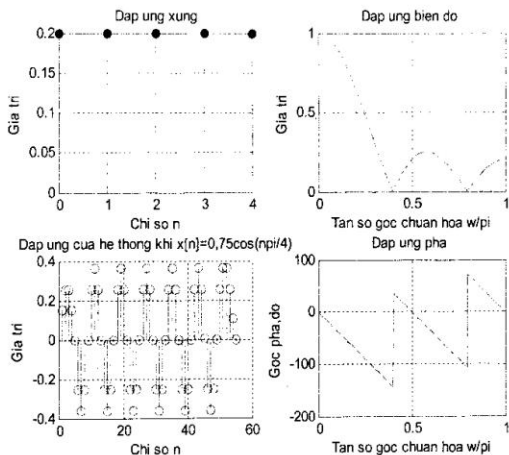 Dap ung xung
0.2
0.15
0.1
0.05
0
Gia tri
0 1 2 3 4
Chi so n
Dap ung bien do
1
0.5
0
Gia tri
0 0.5 1
Tan so goc chuan hoa w/pi
Dap ung cua he thong khi x[n]=0,75cos(npi/4)
0.4
0.2
0
-0.2
-0.4
Gia tri
0 20 40 60
Chi so n
Dap ung pha
100
0
-100
-200
Goc pha,do
0 0.5 1
Tan so goc chuan hoa w/pi